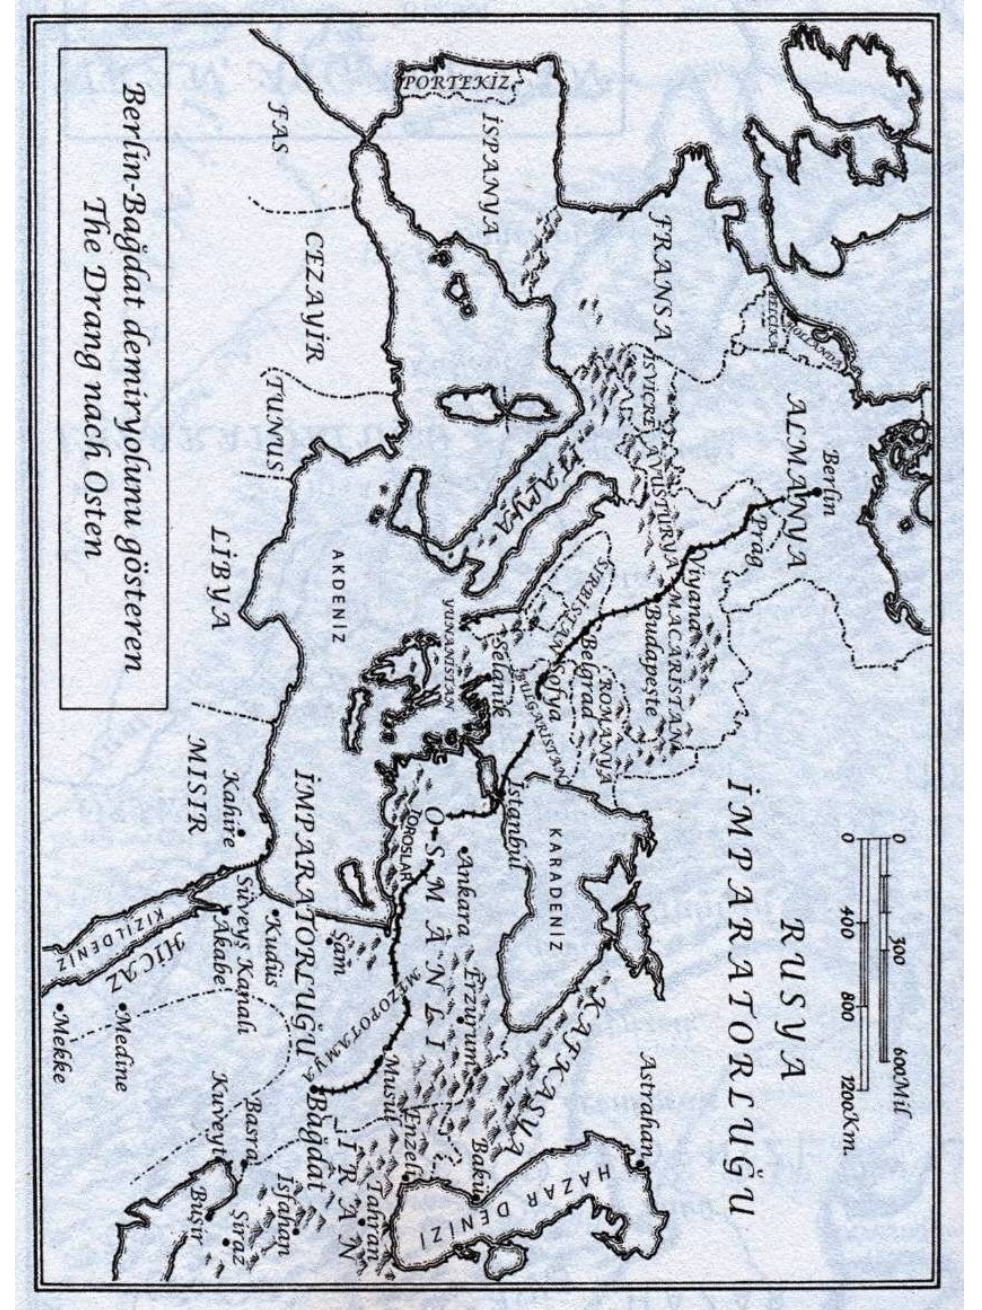 Berlin-Bağdat demiryolunu gösteren
The Drang nach Osten
0 300 600Mil
0 400 800 1200Km.
RUSYA
İMPARATORLUĞU
PORTEKİZ
İSPANYA
FRANSA
BELÇİKA
HOLLANDA
ALMANYA
Berlin
Prag
İSVİÇRE
AVUSTURYA
Viyana
MACARİSTAN
Budapeşte
İTALYA
SIRBİSTAN
Belgrad
ROMANYA
Sofya
BULGARİSTAN
Selanik
YUNANİSTAN
İstanbul
KARADENİZ
KAFKASYA
Astrahan
HAZAR DENİZİ
Bakü
Enzeli
Tahran
İRAN
İsfahan
Şiraz
Buşir
FAS
CEZAYİR
TUNUS
LİBYA
AKDENİZ
MISIR
Kahire
Süveyş Kanalı
Akabe
Kudüs
Şam
KIZILDENİZ
HİCAZ
Medine
Mekke
OSMÂNLI
İMPARATORLUĞU
TOROSLAR
Ankara
Erzurum
MEZOPOTAMYA
Musul
Bağdat
Basra
Kuveyt